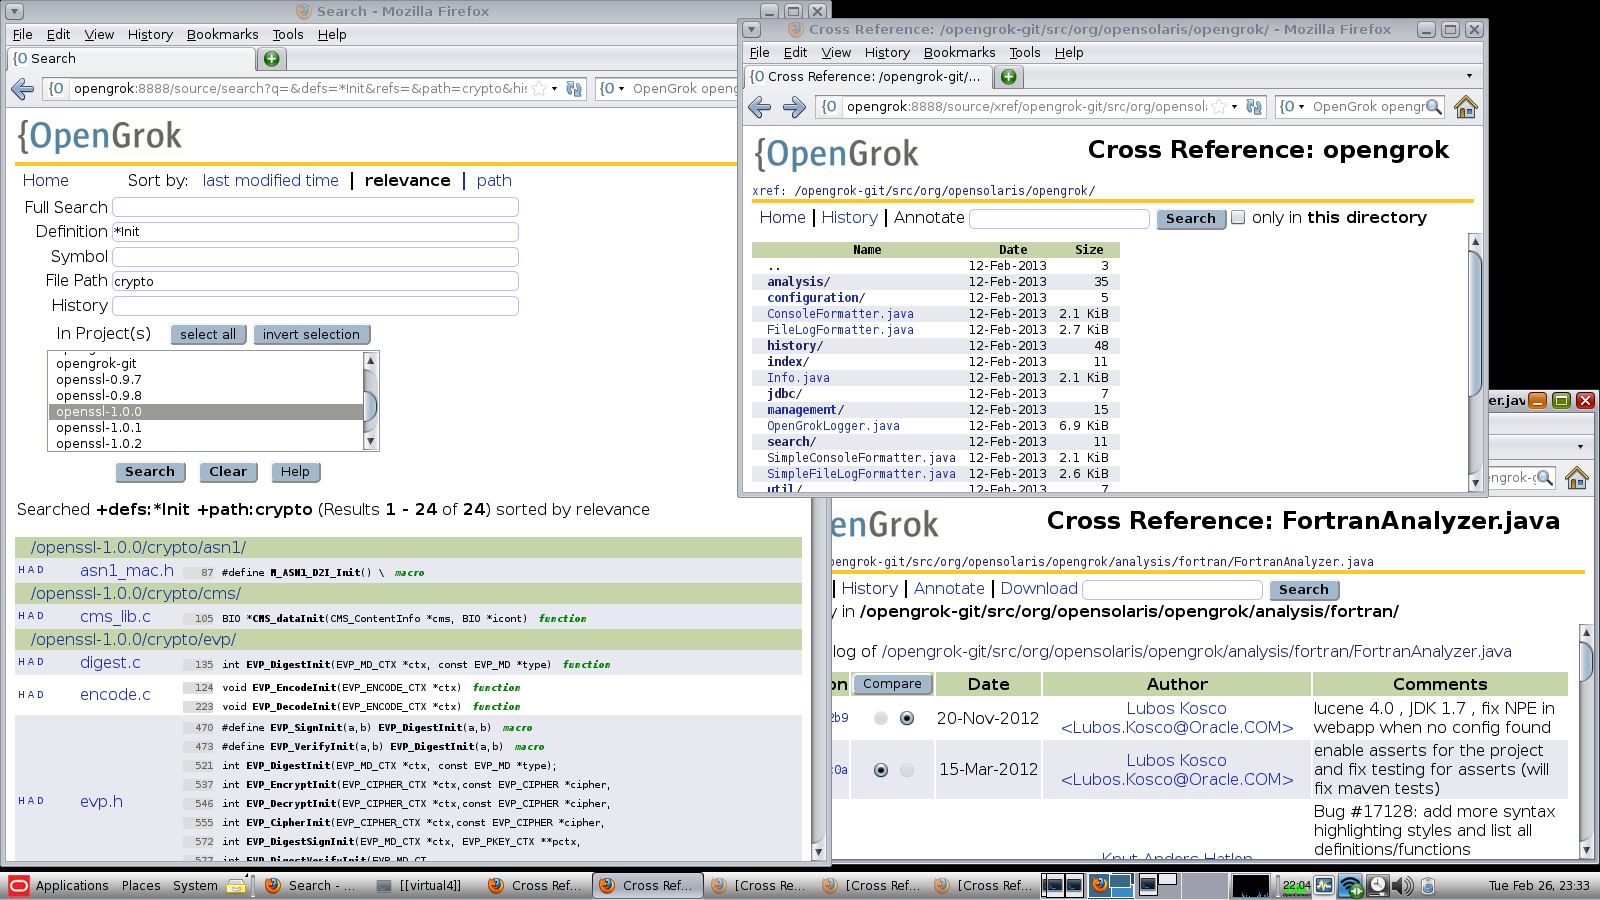 Search - Mozilla Firefox
File Edit View History Bookmarks Tools Help
{O Search
opengrok:8888/source/search?q=&defs=*Init&refs=&path=crypto&his
{O OpenGrok openg
{OpenGrok
Home Sort by: last modified time | relevance | path
Full Search
Definition *Init
Symbol
File Path crypto
History
In Project(s) select all invert selection
opengrok-git
openssl-0.9.7
openssl-0.9.8
openssl-1.0.0
openssl-1.0.1
openssl-1.0.2
Search Clear Help
Searched +defs:*Init +path:crypto (Results 1 - 24 of 24) sorted by relevance
/openssl-1.0.0/crypto/asn1/
H A D asn1_mac.h 87 #define M_ASN1_D2I_Init() \ macro
/openssl-1.0.0/crypto/cms/
H A D cms_lib.c 105 BIO *CMS_dataInit(CMS_ContentInfo *cms, BIO *icont) function
/openssl-1.0.0/crypto/evp/
H A D digest.c 135 int EVP_DigestInit(EVP_MD_CTX *ctx, const EVP_MD *type) function
H A D encode.c 124 void EVP_EncodeInit(EVP_ENCODE_CTX *ctx) function
223 void EVP_DecodeInit(EVP_ENCODE_CTX *ctx) function
H A D evp.h 470 #define EVP_SignInit(a,b) EVP_DigestInit(a,b) macro
473 #define EVP_VerifyInit(a,b) EVP_DigestInit(a,b) macro
521 int EVP_DigestInit(EVP_MD_CTX *ctx, const EVP_MD *type);
537 int EVP_EncryptInit(EVP_CIPHER_CTX *ctx,const EVP_CIPHER *cipher,
546 int EVP_DecryptInit(EVP_CIPHER_CTX *ctx,const EVP_CIPHER *cipher,
555 int EVP_CipherInit(EVP_CIPHER_CTX *ctx,const EVP_CIPHER *cipher,
572 int EVP_DigestSignInit(EVP_MD_CTX *ctx, EVP_PKEY_CTX **pctx,
577 int EVP_DigestVerifyInit(EVP_MD_CT
Cross Reference: /opengrok-git/src/org/opensolaris/opengrok/ - Mozilla Firefox
File Edit View History Bookmarks Tools Help
{O Cross Reference: /opengrok-git/...
opengrok:8888/source/xref/opengrok-git/src/org/opensol
{O OpenGrok opengr
{OpenGrok
Cross Reference: opengrok
xref: /opengrok-git/src/org/opensolaris/opengrok/
Home | History | Annotate Search only in this directory
Name Date Size
.. 12-Feb-2013 3
analysis/ 12-Feb-2013 35
configuration/ 12-Feb-2013 5
ConsoleFormatter.java 12-Feb-2013 2.1 KiB
FileLogFormatter.java 12-Feb-2013 2.7 KiB
history/ 12-Feb-2013 48
index/ 12-Feb-2013 11
Info.java 12-Feb-2013 2.1 KiB
jdbc/ 12-Feb-2013 7
management/ 12-Feb-2013 15
OpenGrokLogger.java 12-Feb-2013 6.9 KiB
search/ 12-Feb-2013 11
SimpleConsoleFormatter.java 12-Feb-2013 2.1 KiB
SimpleFileLogFormatter.java 12-Feb-2013 2.6 KiB
util/ 12-Feb-2013 7
er.jav
engrok-g
enGrok
Cross Reference: FortranAnalyzer.java
pengrok-git/src/org/opensolaris/opengrok/analysis/fortran/FortranAnalyzer.java
| History | Annotate | Download Search
y in /opengrok-git/src/org/opensolaris/opengrok/analysis/fortran/
log of /opengrok-git/src/org/opensolaris/opengrok/analysis/fortran/FortranAnalyzer.java
on Compare Date Author Comments
2b9 20-Nov-2012 Lubos Kosco <Lubos.Kosco@Oracle.COM> lucene 4.0 , JDK 1.7 , fix NPE in
webapp when no config found
c0a 15-Mar-2012 Lubos Kosco <Lubos.Kosco@Oracle.COM> enable asserts for the project
and fix testing for asserts (will
fix maven tests)
Knut Anders Hatlen Bug #17128: add more syntax
highlighting styles and list all
definitions/functions
Applications Places System Search - ... [[virtual4]] Cross Ref... Cross Ref... [Cross Re... [Cross Re... [Cross Re... 22:04 Tue Feb 26, 23:33